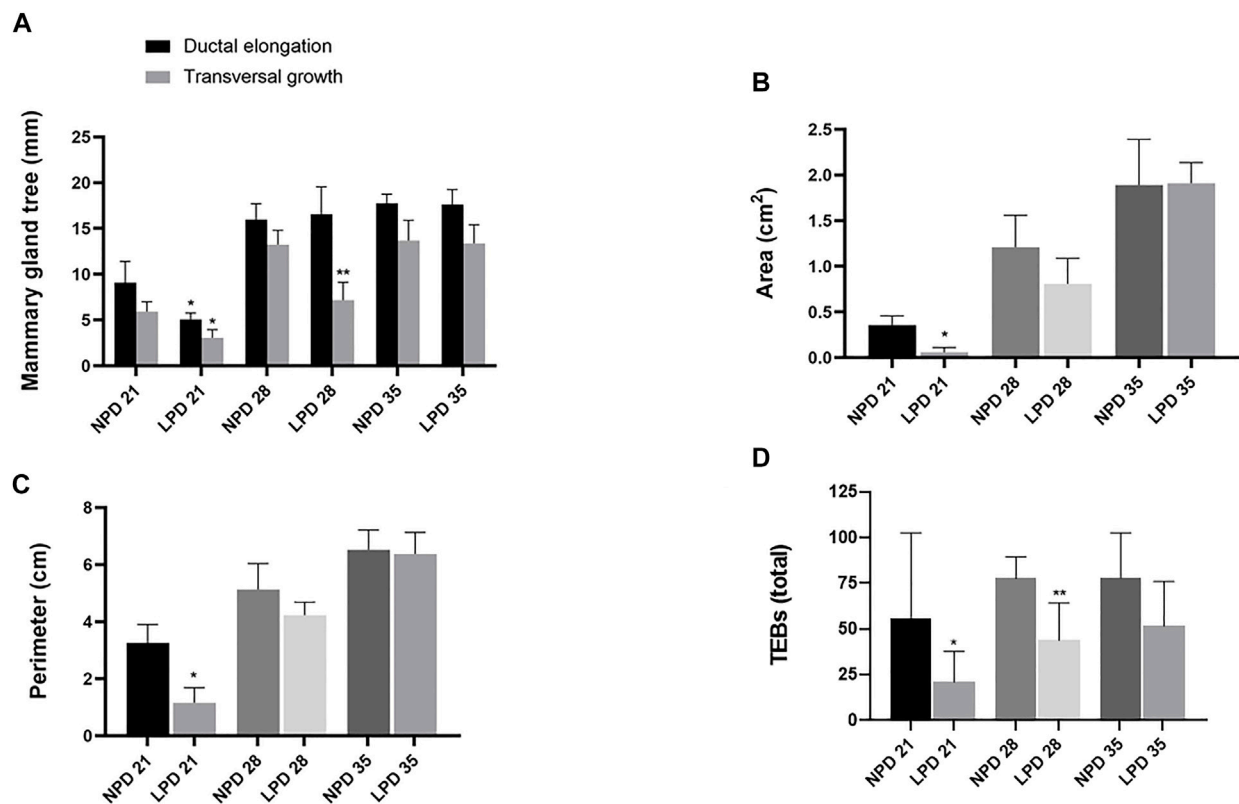 A
Ductal elongation
Transversal growth
Mammary gland tree (mm)
25
20
15
10
5
0
*
*
**
NPD 21
LPD 21
NPD 28
LPD 28
NPD 35
LPD 35
B
Area (cm²)
2.5
2.0
1.5
1.0
0.5
0.0
*
NPD 21
LPD 21
NPD 28
LPD 28
NPD 35
LPD 35
C
Perimeter (cm)
8
6
4
2
0
*
NPD 21
LPD 21
NPD 28
LPD 28
NPD 35
LPD 35
D
TEBs (total)
125
100
75
50
25
0
*
**
NPD 21
LPD 21
NPD 28
LPD 28
NPD 35
LPD 35